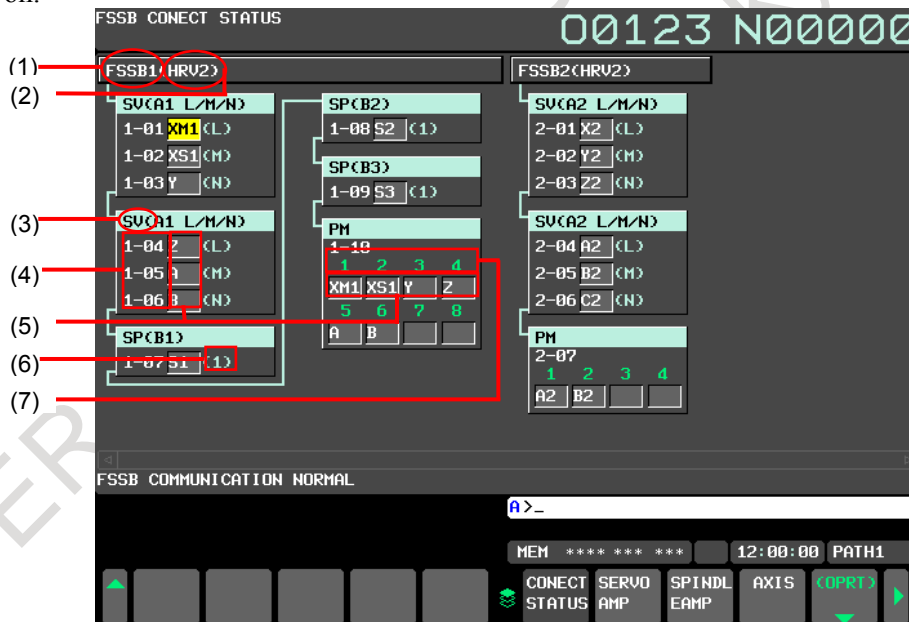 on.
FSSB CONECT STATUS
O0123 N00000
(1)
FSSB1(HRV2)
FSSB2(HRV2)
(2)
SV(A1 L/M/N)
1-01 XM1 (L)
1-02 XS1 (M)
1-03 Y (N)
(3)
SV(A1 L/M/N)
(4)
1-04 Z (L)
1-05 A (M)
1-06 B (N)
(5)
SP(B1)
(6)
1-07 S1 (1)
(7)
SP(B2)
1-08 S2 (1)
SP(B3)
1-09 S3 (1)
PM
1-10
1 2 3 4
XM1 XS1 Y Z
5 6 7 8
A B
SV(A2 L/M/N)
2-01 X2 (L)
2-02 Y2 (M)
2-03 Z2 (N)
SV(A2 L/M/N)
2-04 A2 (L)
2-05 B2 (M)
2-06 C2 (N)
PM
2-07
1 2 3 4
A2 B2
FSSB COMMUNICATION NORMAL
A>_
MEM **** *** *** 12:00:00 PATH1
CONECT STATUS
SERVO AMP
SPINDL EAMP
AXIS
(OPRT)